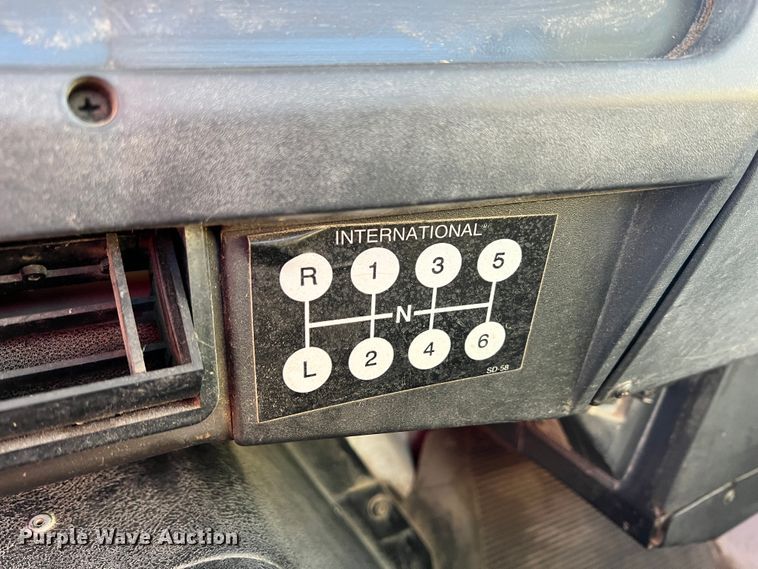 INTERNATIONAL®
R 1 3 5
N
L 2 4 6
SD-58
Purple Wave Auction